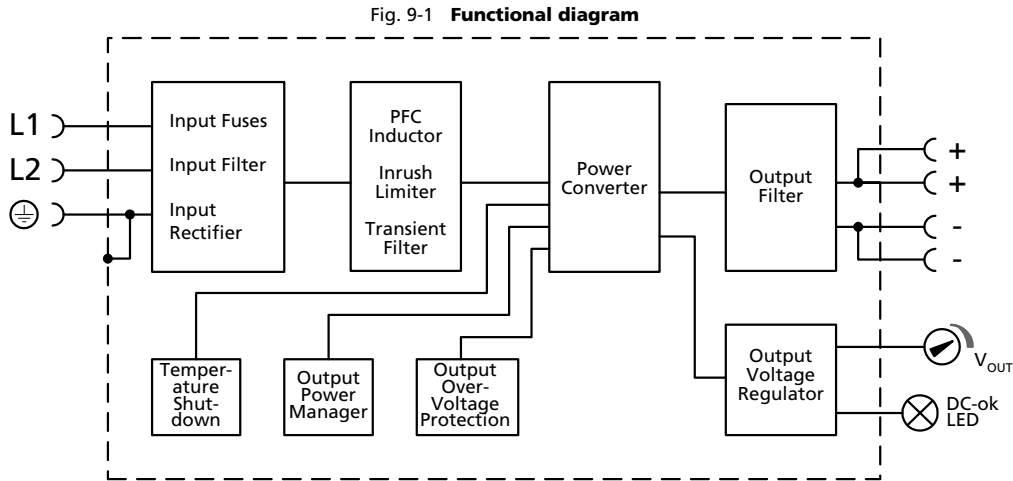 Fig. 9-1 Functional diagram
L1
L2
Input Fuses
Input Filter
Input
Rectifier
PFC
Inductor
Inrush
Limiter
Transient
Filter
Power
Converter
Output
Filter
+
+
-
-
Temper-
ature
Shut-
down
Output
Power
Manager
Output
Over-
Voltage
Protection
Output
Voltage
Regulator
VOUT
DC-ok
LED